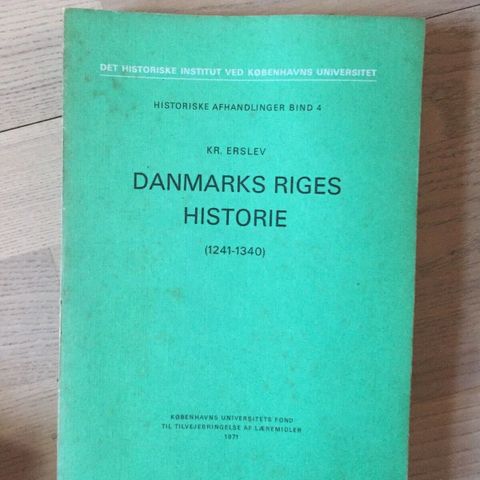 DET HISTORISKE INSTITUT VED KØBENHAVNS UNIVERSITET
HISTORISKE AFHANDLINGER BIND 4
KR. ERSLEV
DANMARKS RIGES
HISTORIE
(1241-1340)
KØBENHAVNS UNIVERSITETS FOND
TIL TILVEJEBRINGELSE AF LÆREMIDLER
1971